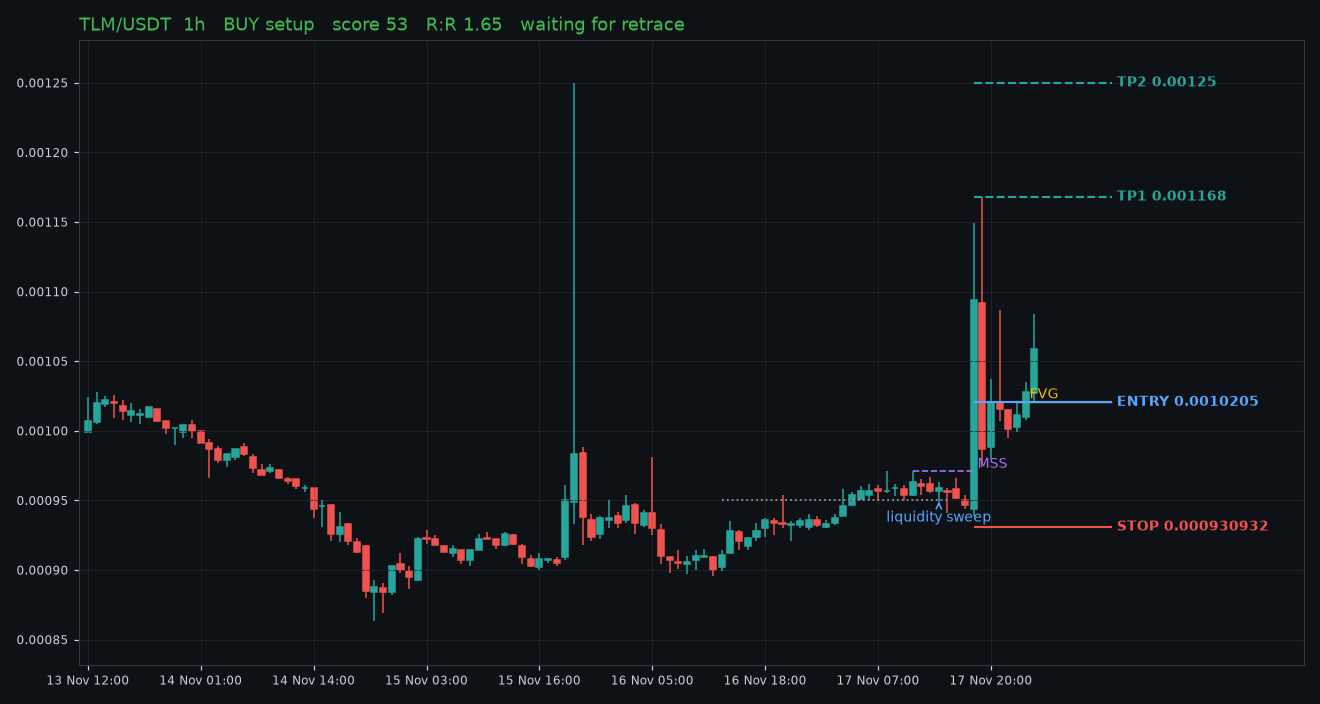 TLM/USDT 1h BUY setup score 53 R:R 1.65 waiting for retrace
0.00125
0.00120
0.00115
0.00110
0.00105
0.00100
0.00095
0.00090
0.00085
TP2 0.00125
TP1 0.001168
FVG
ENTRY 0.0010205
MSS
liquidity sweep
STOP 0.000930932
13 Nov 12:00
14 Nov 01:00
14 Nov 14:00
15 Nov 03:00
15 Nov 16:00
16 Nov 05:00
16 Nov 18:00
17 Nov 07:00
17 Nov 20:00